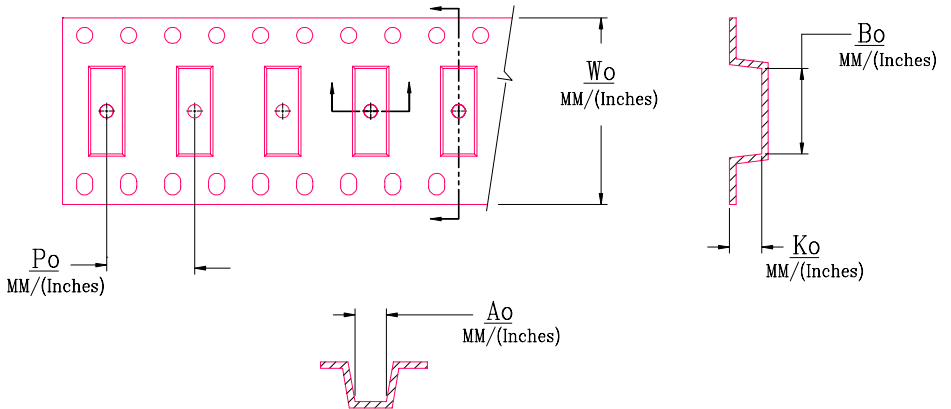 Wo
MM/(Inches)
Bo
MM/(Inches)
Po
MM/(Inches)
Ko
MM/(Inches)
Ao
MM/(Inches)